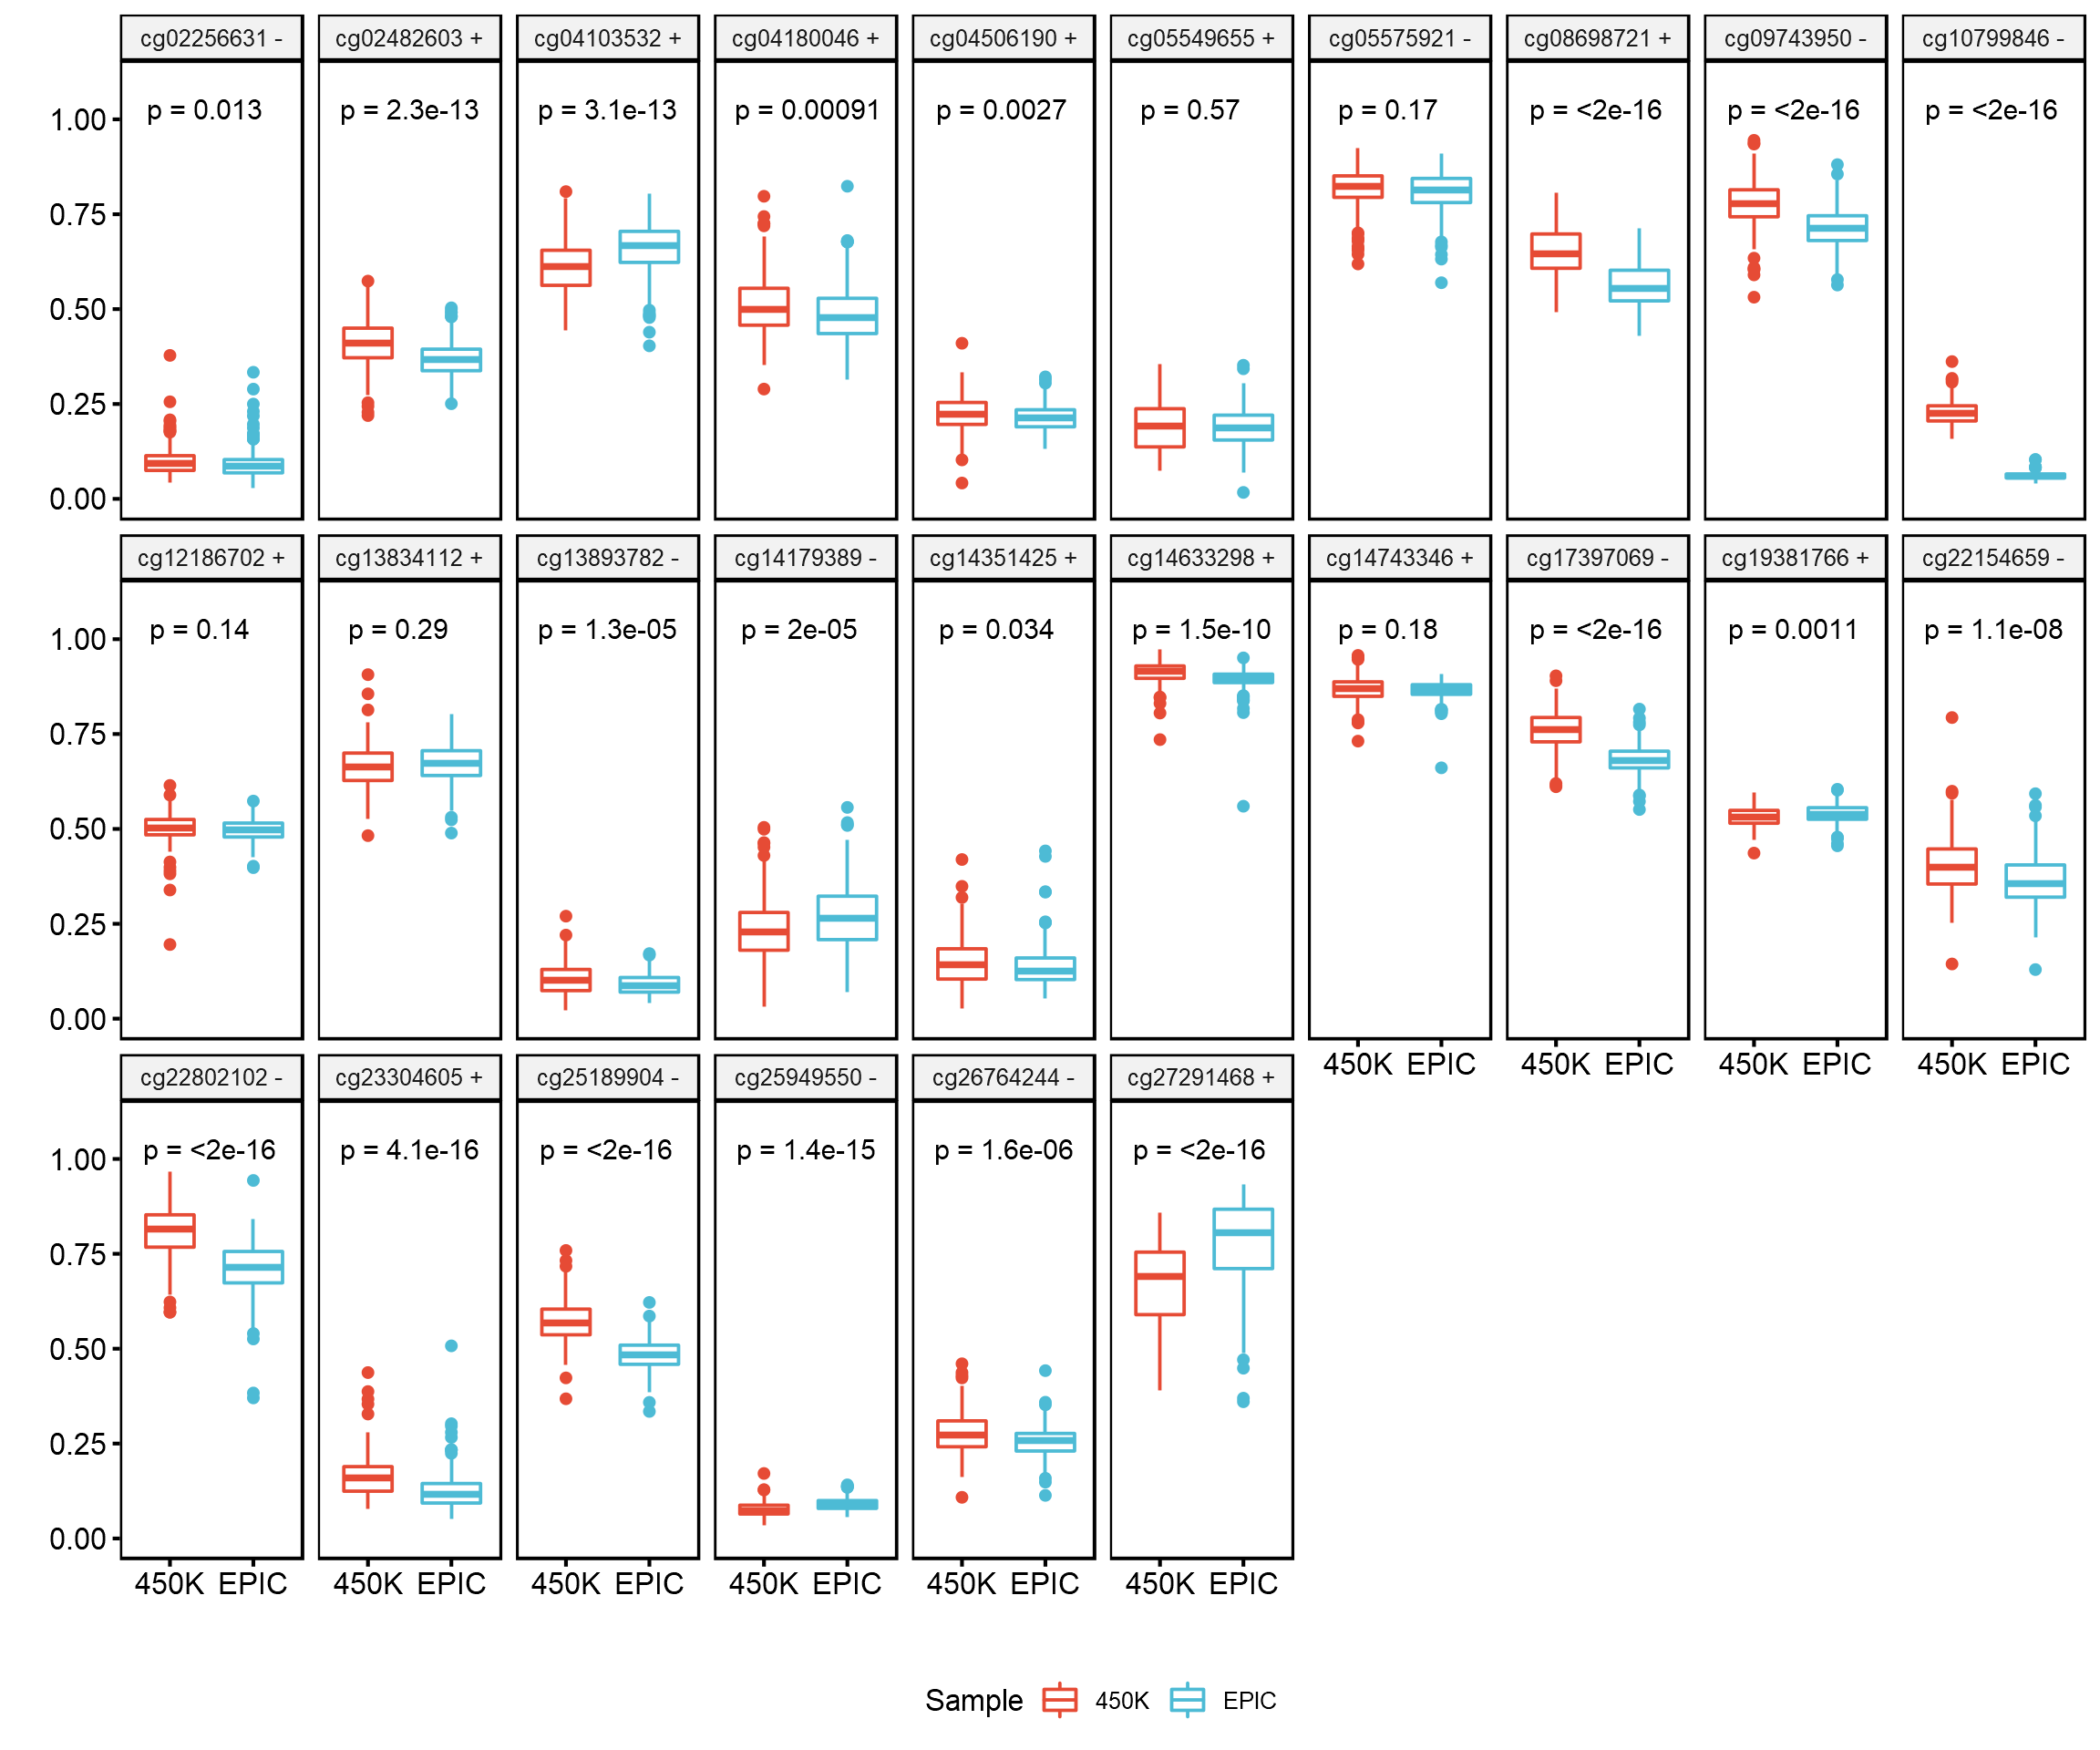 cg02256631 - cg02482603 + cg04103532 + cg04180046 + cg04506190 + cg05549655 + cg05575921 - cg08698721 + cg09743950 - cg10799846 -
p = 0.013 p = 2.3e-13 p = 3.1e-13 p = 0.00091 p = 0.0027 p = 0.57 p = 0.17 p = <2e-16 p = <2e-16 p = <2e-16
1.00
0.75
0.50
0.25
0.00
cg12186702 + cg13834112 + cg13893782 - cg14179389 - cg14351425 + cg14633298 + cg14743346 + cg17397069 - cg19381766 + cg22154659 -
p = 0.14 p = 0.29 p = 1.3e-05 p = 2e-05 p = 0.034 p = 1.5e-10 p = 0.18 p = <2e-16 p = 0.0011 p = 1.1e-08
1.00
0.75
0.50
0.25
0.00
450K EPIC 450K EPIC 450K EPIC 450K EPIC
cg22802102 - cg23304605 + cg25189904 - cg25949550 - cg26764244 - cg27291468 +
p = <2e-16 p = 4.1e-16 p = <2e-16 p = 1.4e-15 p = 1.6e-06 p = <2e-16
1.00
0.75
0.50
0.25
0.00
450K EPIC 450K EPIC 450K EPIC 450K EPIC 450K EPIC 450K EPIC
Sample 450K EPIC